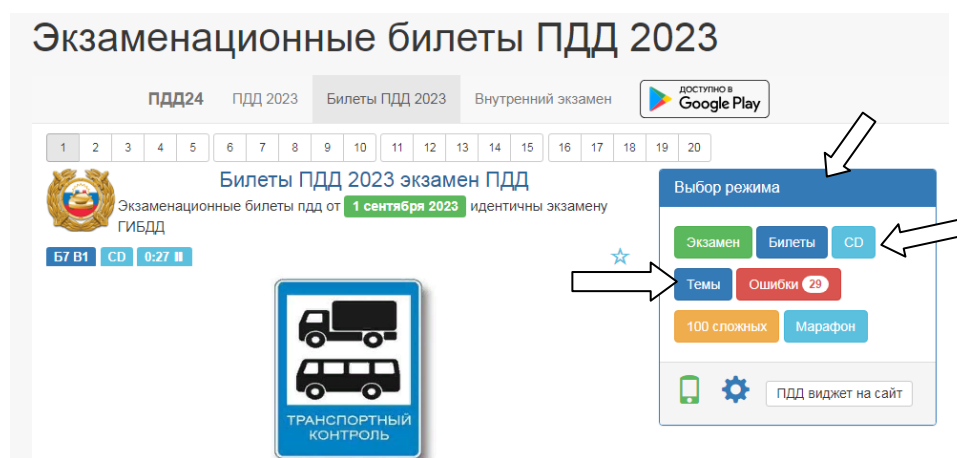 Экзаменационные билеты ПДД 2023
ПДД24 ПДД 2023 Билеты ПДД 2023 Внутренний экзамен ДОСТУПНО В
Google Play
1 2 3 4 5 6 7 8 9 10 11 12 13 14 15 16 17 18 19 20
Билеты ПДД 2023 экзамен ПДД
Экзаменационные билеты пдд от 1 сентября 2023 идентичны экзамену
ГИБДД
Б7 В1 CD 0:27
ТРАНСПОРТНЫЙ
КОНТРОЛЬ
Выбор режима
Экзамен Билеты CD
Темы Ошибки 29
100 сложных Марафон
ПДД виджет на сайт